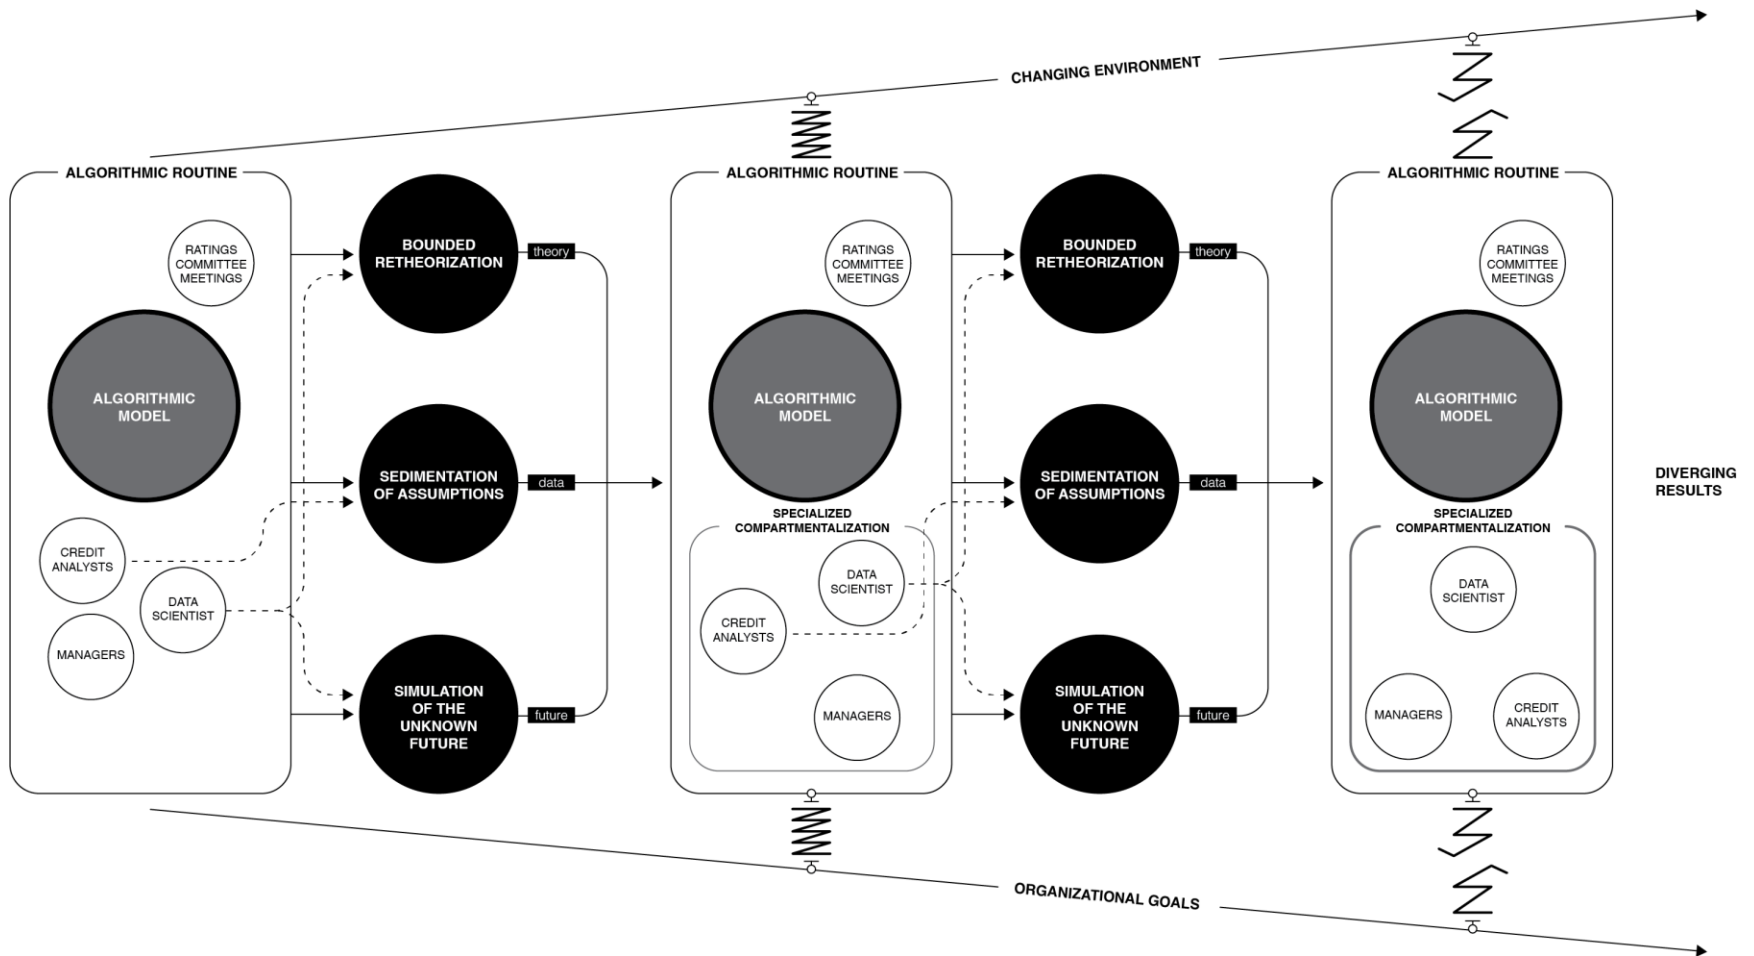 CHANGING ENVIRONMENT
ALGORITHMIC ROUTINE
RATINGS
COMMITTEE
MEETINGS
ALGORITHMIC
MODEL
CREDIT
ANALYSTS
DATA
SCIENTIST
MANAGERS
BOUNDED
RETHEORIZATION
theory
SEDIMENTATION
OF ASSUMPTIONS
data
SIMULATION
OF THE
UNKNOWN
FUTURE
future
ALGORITHMIC ROUTINE
RATINGS
COMMITTEE
MEETINGS
ALGORITHMIC
MODEL
SPECIALIZED
COMPARTMENTALIZATION
DATA
SCIENTIST
CREDIT
ANALYSTS
MANAGERS
BOUNDED
RETHEORIZATION
theory
SEDIMENTATION
OF ASSUMPTIONS
data
SIMULATION
OF THE
UNKNOWN
FUTURE
future
ALGORITHMIC ROUTINE
RATINGS
COMMITTEE
MEETINGS
ALGORITHMIC
MODEL
SPECIALIZED
COMPARTMENTALIZATION
DATA
SCIENTIST
MANAGERS
CREDIT
ANALYSTS
DIVERGING
RESULTS
ORGANIZATIONAL GOALS